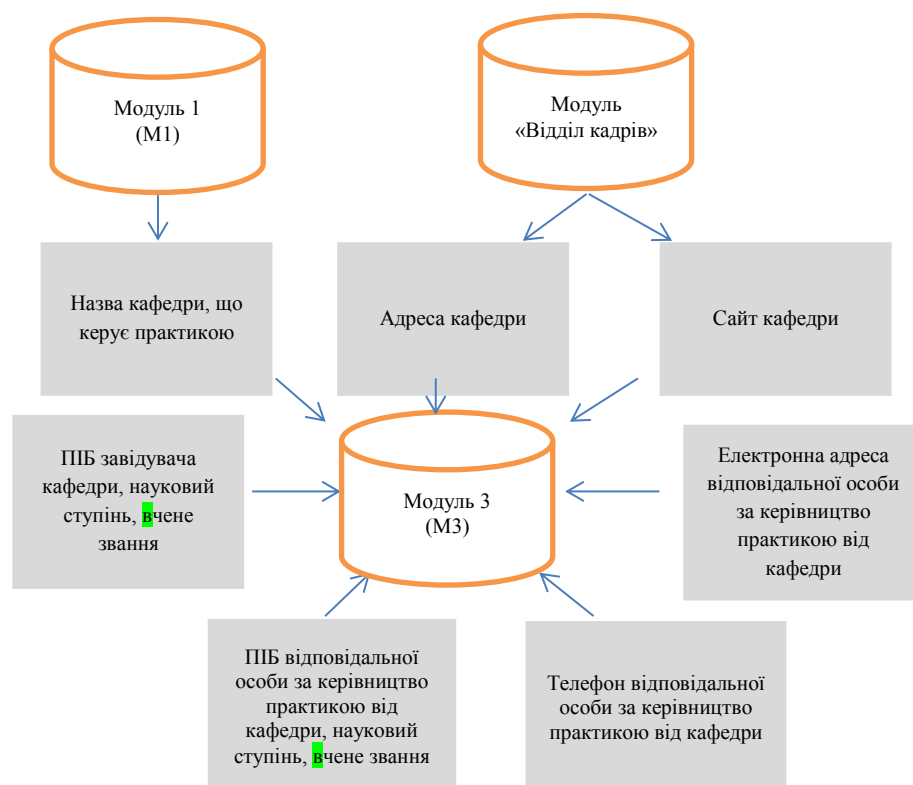 Модуль 1
(М1)
Модуль
«Відділ кадрів»
Назва кафедри, що
керує практикою
Адреса кафедри
Сайт кафедри
ПІБ завідувача
кафедри, науковий
ступінь, вчене
звання
Модуль 3
(М3)
Електронна адреса
відповідальної особи
за керівництво
практикою від
кафедри
ПІБ відповідальної
особи за керівництво
практикою від
кафедри, науковий
ступінь, вчене звання
Телефон відповідальної
особи за керівництво
практикою від кафедри